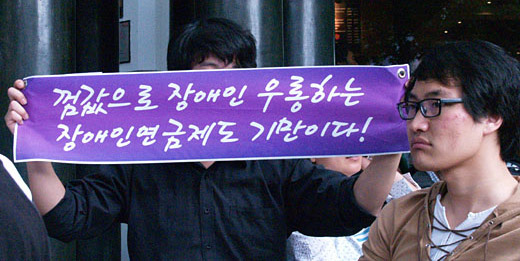 껌값으로 장애인 우롱하는
장애인연금제도 기만이다!